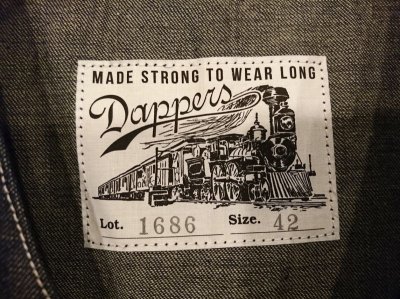 MADE STRONG TO WEAR LONG
Dappers
Lot. 1686 Size. 42